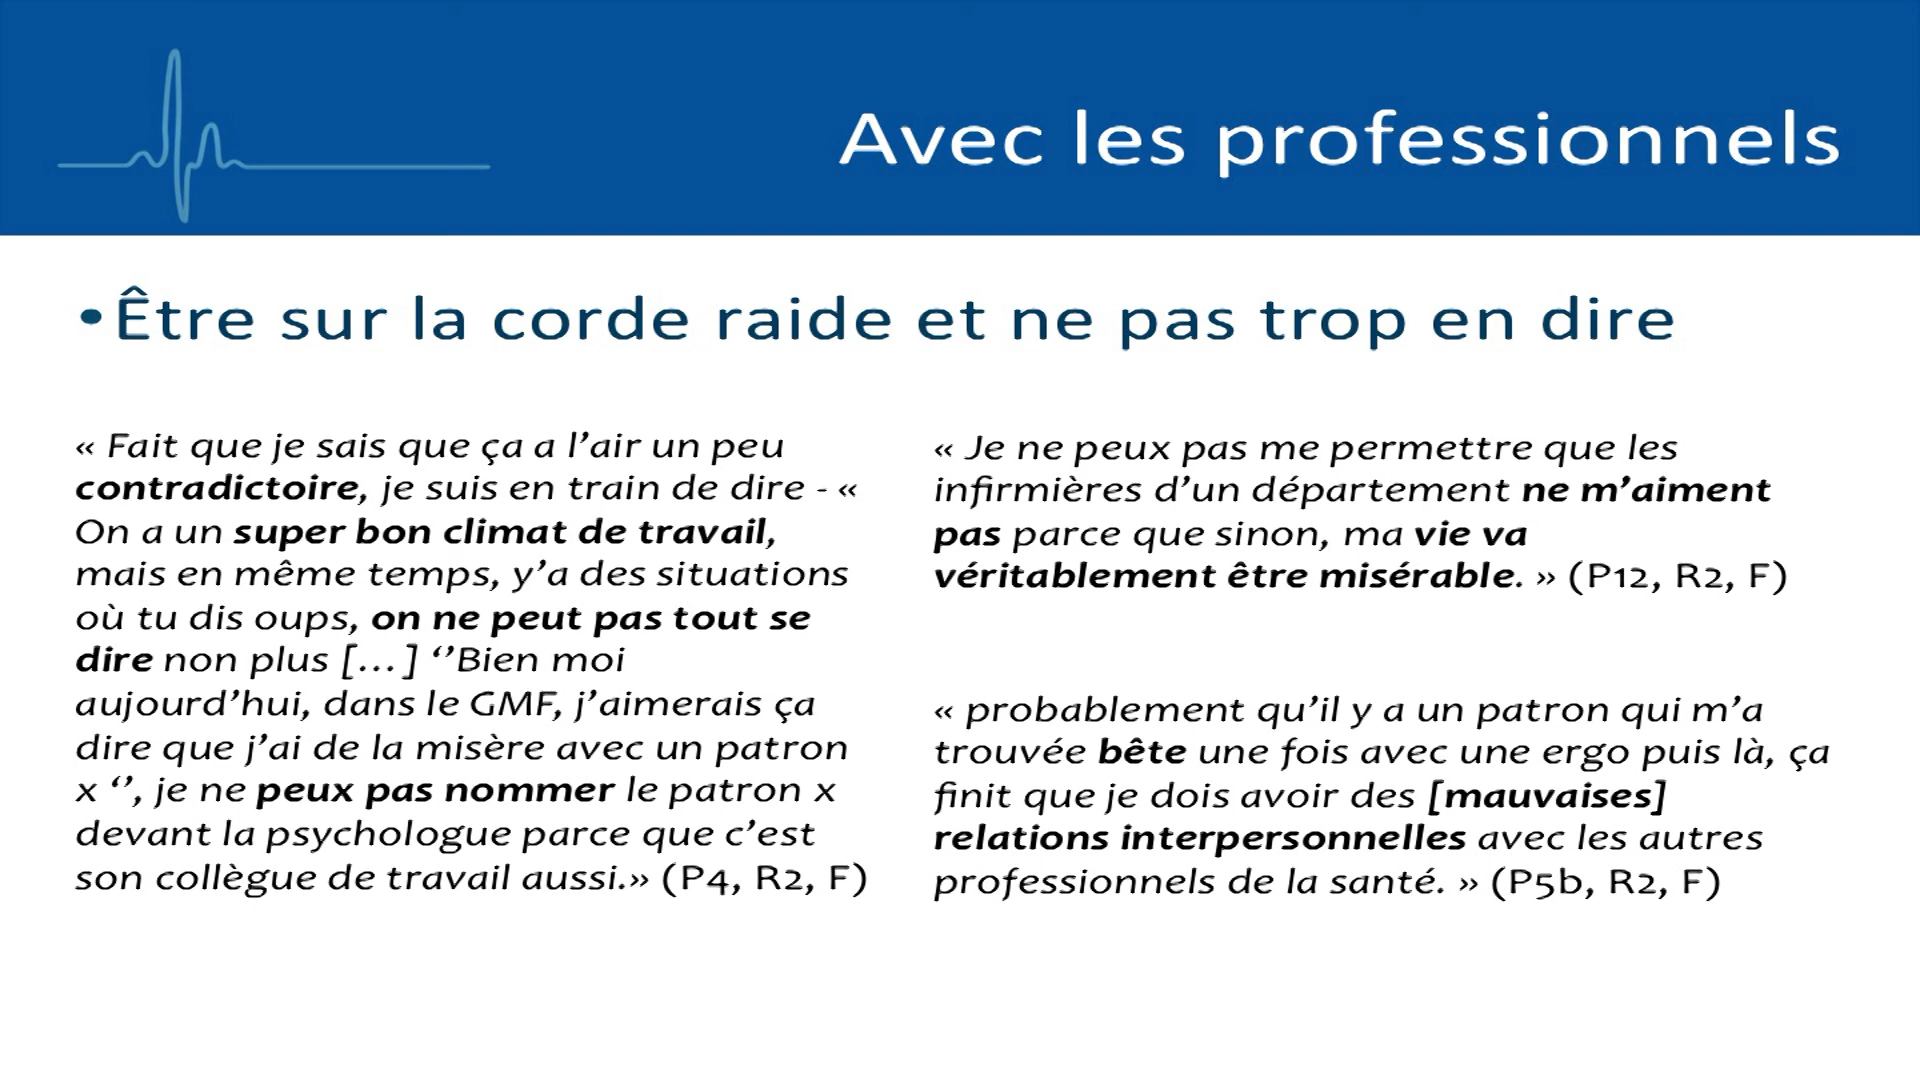 Avec les professionnels
•Être sur la corde raide et ne pas trop en dire
« Fait que je sais que ça a l’air un peu
contradictoire, je suis en train de dire - «
On a un super bon climat de travail,
mais en même temps, y’a des situations
où tu dis oups, on ne peut pas tout se
dire non plus […] ‘’Bien moi
aujourd’hui, dans le GMF, j’aimerais ça
dire que j’ai de la misère avec un patron
x ‘’, je ne peux pas nommer le patron x
devant la psychologue parce que c’est
son collègue de travail aussi.» (P4, R2, F)
« Je ne peux pas me permettre que les
infirmières d’un département ne m’aiment
pas parce que sinon, ma vie va
véritablement être misérable. » (P12, R2, F)
« probablement qu’il y a un patron qui m’a
trouvée bête une fois avec une ergo puis là, ça
finit que je dois avoir des [mauvaises]
relations interpersonnelles avec les autres
professionnels de la santé. » (P5b, R2, F)